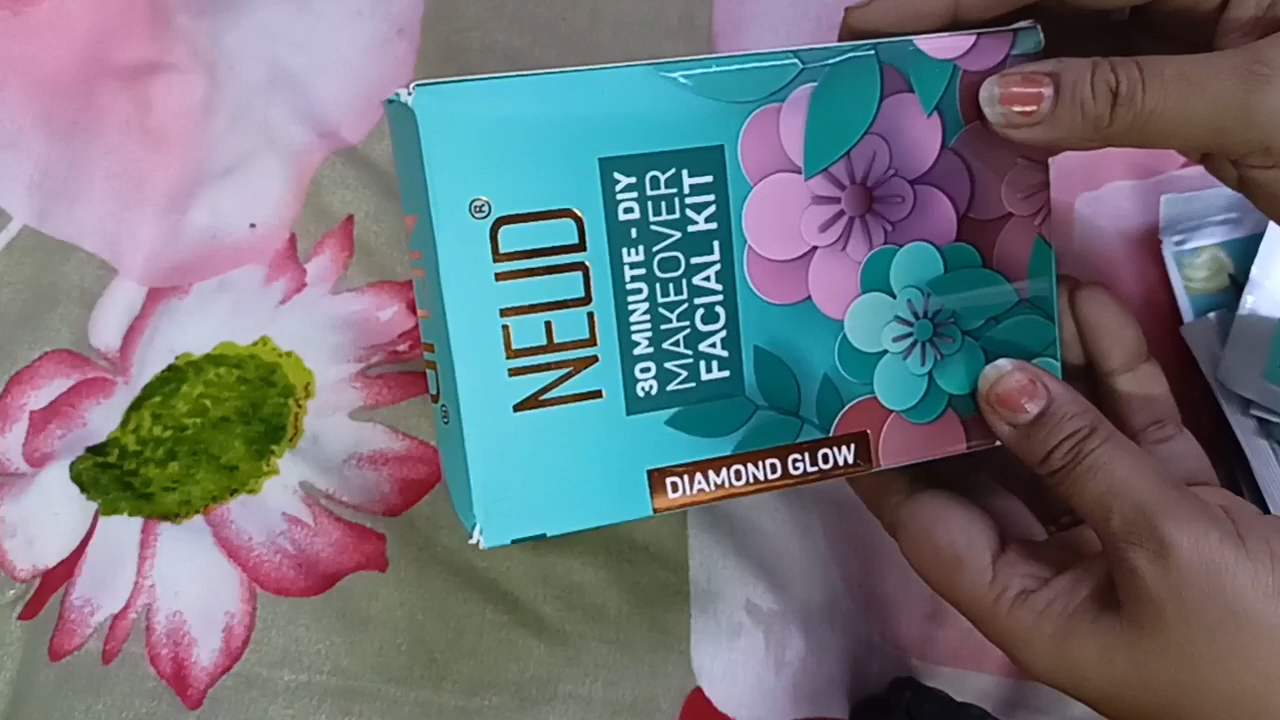 NEUD®
30 MINUTE - DIY
MAKEOVER
FACIAL KIT
DIAMOND GLOW